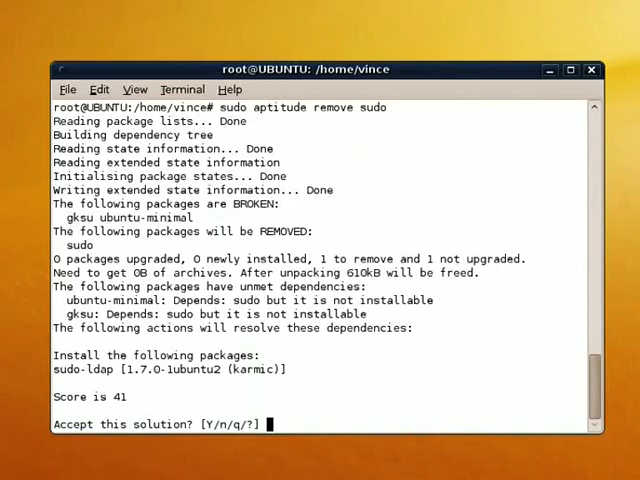 root@UBUNTU: /home/vince
File Edit View Terminal Help
root@UBUNTU:/home/vince# sudo aptitude remove sudo
Reading package lists... Done
Building dependency tree
Reading state information... Done
Reading extended state information
Initialising package states... Done
Writing extended state information... Done
The following packages are BROKEN:
gksu ubuntu-minimal
The following packages will be REMOVED:
sudo
0 packages upgraded, 0 newly installed, 1 to remove and 1 not upgraded.
Need to get 0B of archives. After unpacking 610kB will be freed.
The following packages have unmet dependencies:
ubuntu-minimal: Depends: sudo but it is not installable
gksu: Depends: sudo but it is not installable
The following actions will resolve these dependencies:
Install the following packages:
sudo-ldap [1.7.0-1ubuntu2 (karmic)]
Score is 41
Accept this solution? [Y/n/q/?]